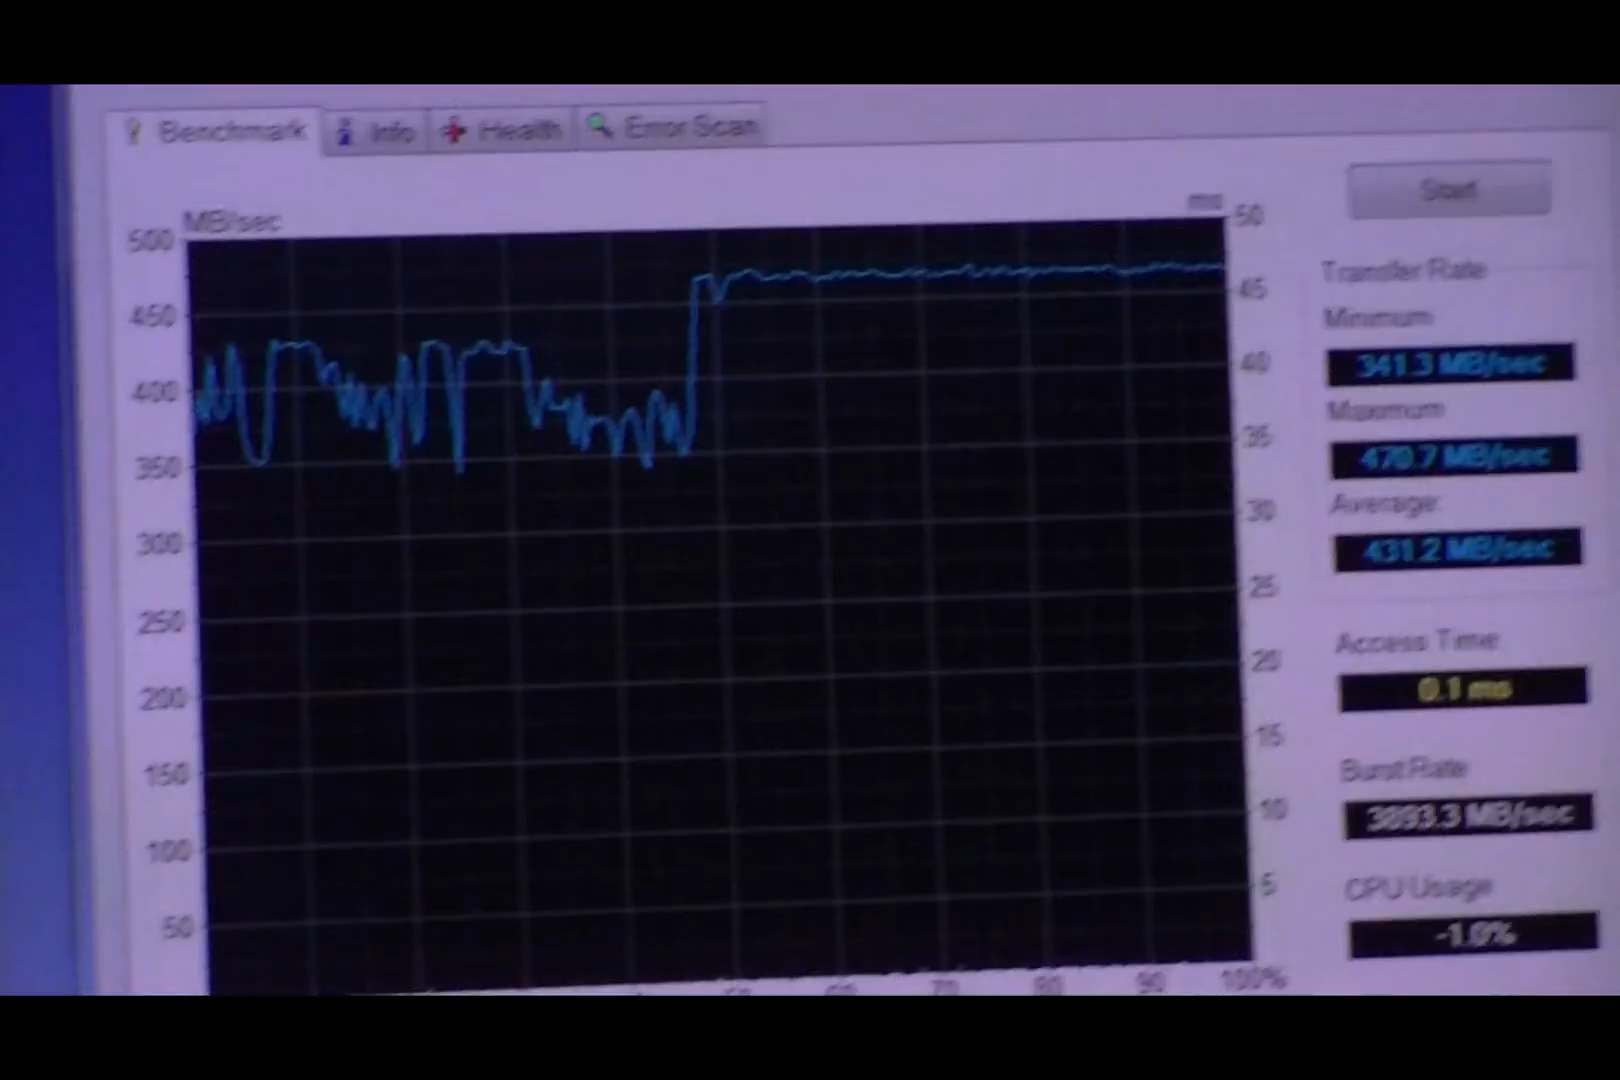 Benchmark Info Health Error Scan
Start
MB/sec ms
500 50
450 45
400 40
350 35
300 30
250 25
200 20
150 15
100 10
50 5
60 70 80 90 100%
Transfer Rate
Minimum
341.3 MB/sec
Maximum
470.7 MB/sec
Average:
431.2 MB/sec
Access Time
0.1 ms
Burst Rate
3893.3 MB/sec
CPU Usage
-1.0%